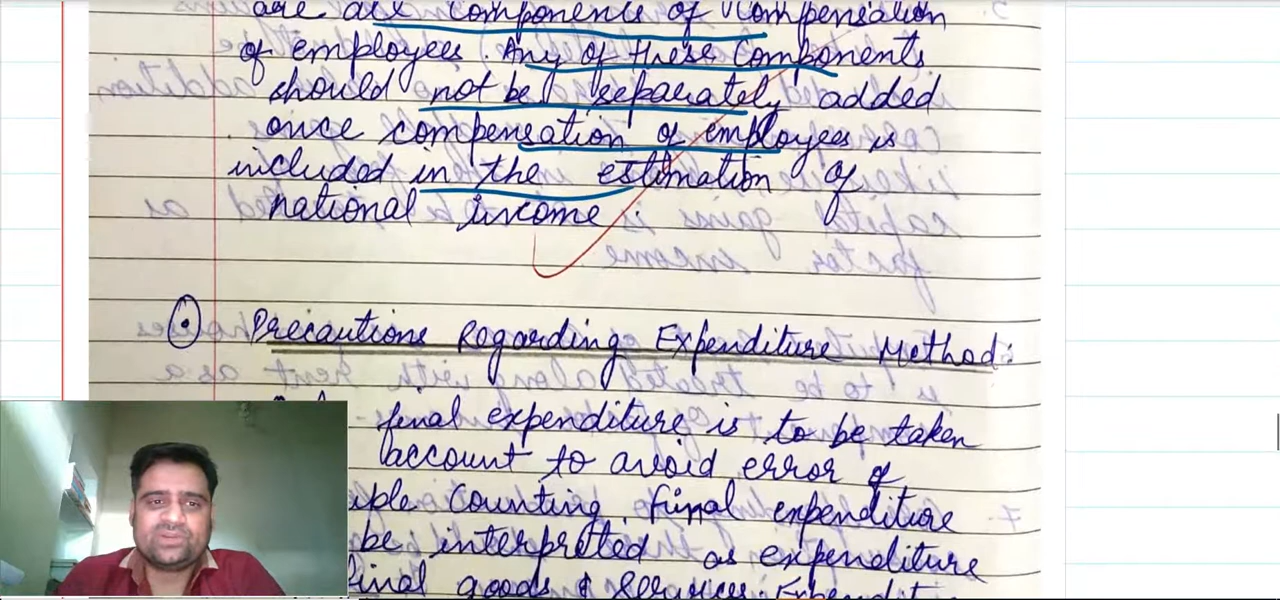 are all components of compensation
of employees. Any of these components
should not be separately added
once compensation of employees is
included in the estimation of
national income.
Precautions Regarding Expenditure Method:
final expenditure is to be taken
account to avoid error of
counting. Final expenditure
be interpreted as expenditure
final goods & services.